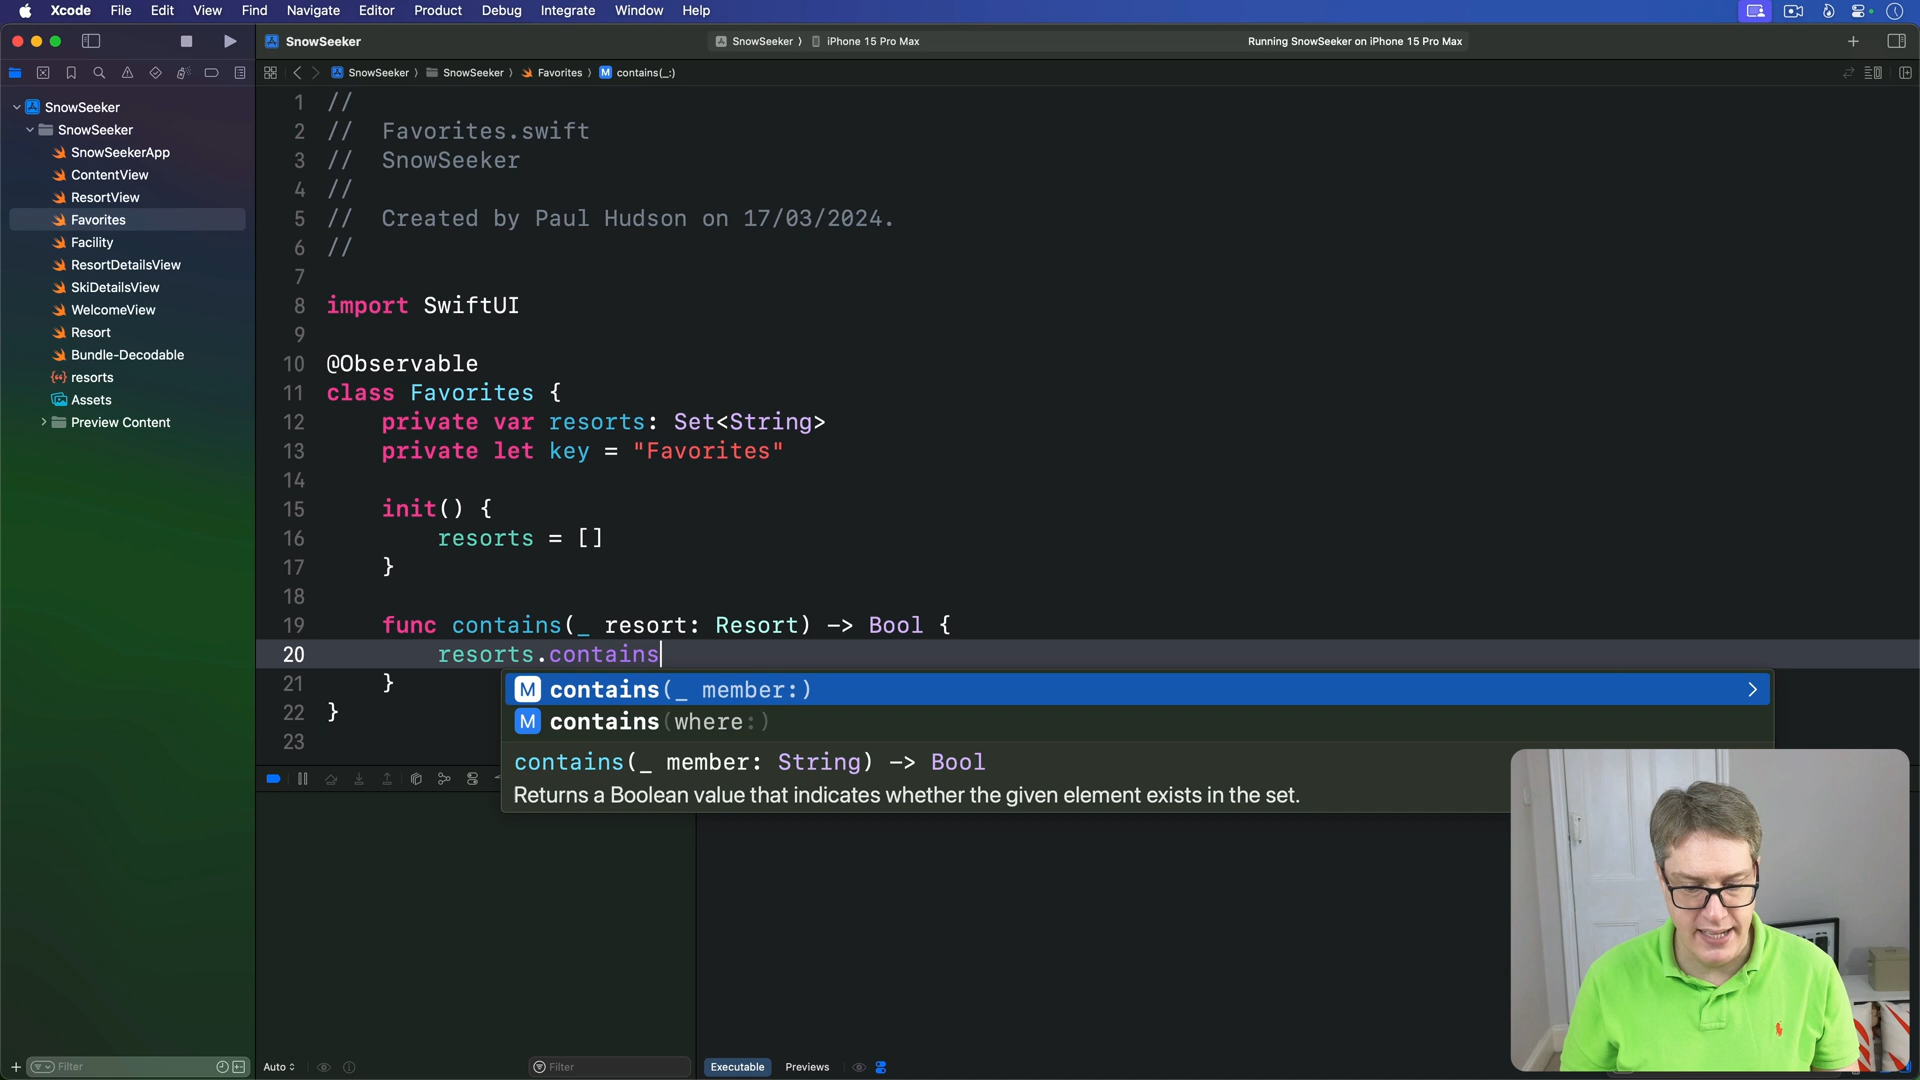 Xcode File Edit View Find Navigate Editor Product Debug Integrate Window Help
SnowSeeker
SnowSeeker 〉 iPhone 15 Pro Max
Running SnowSeeker on iPhone 15 Pro Max
SnowSeeker 〉 SnowSeeker 〉 Favorites 〉 M contains(_:)
SnowSeeker
SnowSeeker
SnowSeekerApp
ContentView
ResortView
Favorites
Facility
ResortDetailsView
SkiDetailsView
WelcomeView
Resort
Bundle-Decodable
resorts
Assets
Preview Content
1 //
2 // Favorites.swift
3 // SnowSeeker
4 //
5 // Created by Paul Hudson on 17/03/2024.
6 //
7
8 import SwiftUI
9
10 @Observable
11 class Favorites {
12 private var resorts: Set<String>
13 private let key = "Favorites"
14
15 init() {
16 resorts = []
17 }
18
19 func contains(_ resort: Resort) -> Bool {
20 resorts.contains
21 }
22 }
23
M contains(_ member:)
M contains(where:)
contains(_ member: String) -> Bool
Returns a Boolean value that indicates whether the given element exists in the set.
Filter
Auto
Filter
Executable
Previews